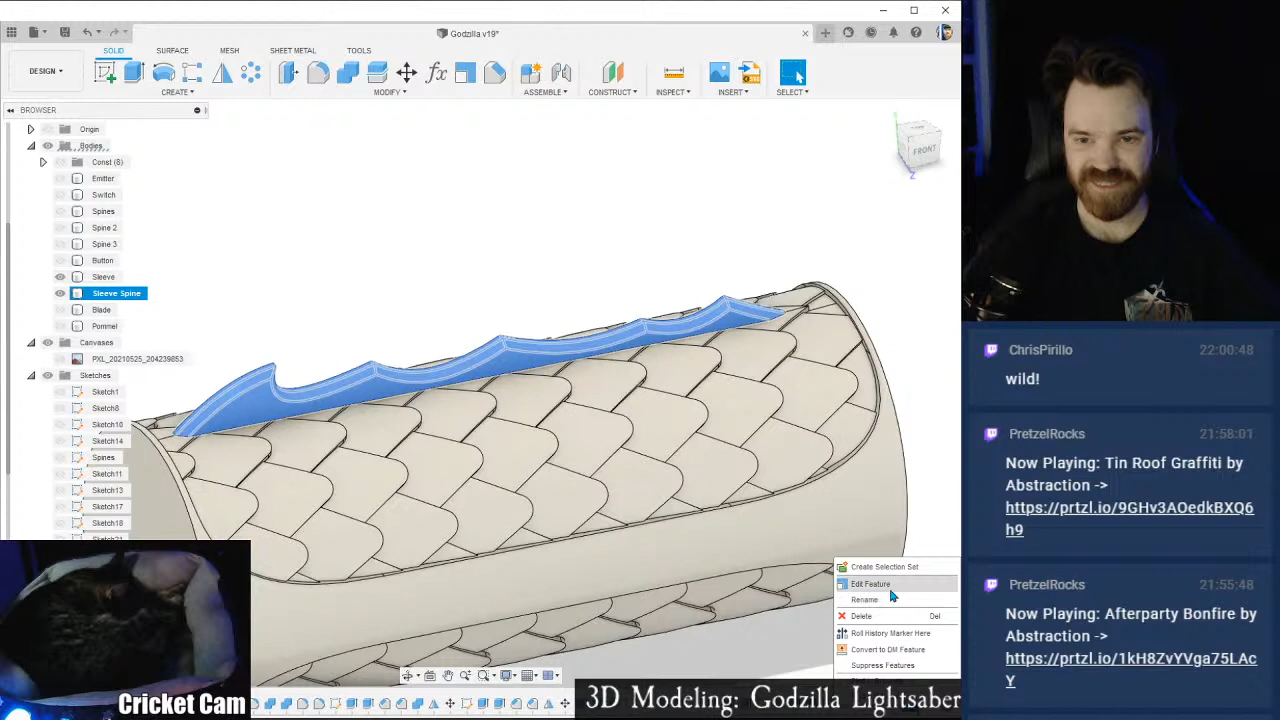 Godzilla v19*
SOLID SURFACE MESH SHEET METAL TOOLS
DESIGN
CREATE MODIFY ASSEMBLE CONSTRUCT INSPECT INSERT SELECT
BROWSER
Origin
Bodies
Const (8)
Emitter
Switch
Spines
Spine 2
Spine 3
Button
Sleeve
Sleeve Spine
Blade
Pommel
Canvases
PXL_20210525_204239853
Sketches
Sketch1
Sketch8
Sketch10
Sketch14
Spines
Sketch11
Sketch13
Sketch17
Sketch18
FRONT
Z
Create Selection Set
Edit Feature
Rename
Delete Del
Roll History Marker Here
Convert to DM Feature
Suppress Features
Cricket Cam
3D Modeling: Godzilla Lightsaber
ChrisPirillo 22:00:48
wild!
PretzelRocks 21:58:01
Now Playing: Tin Roof Graffiti by
Abstraction ->
https://prtzl.io/9GHv3AOedkBXQ6
h9
PretzelRocks 21:55:48
Now Playing: Afterparty Bonfire by
Abstraction ->
https://prtzl.io/1kH8ZvYVga75LAc
Y